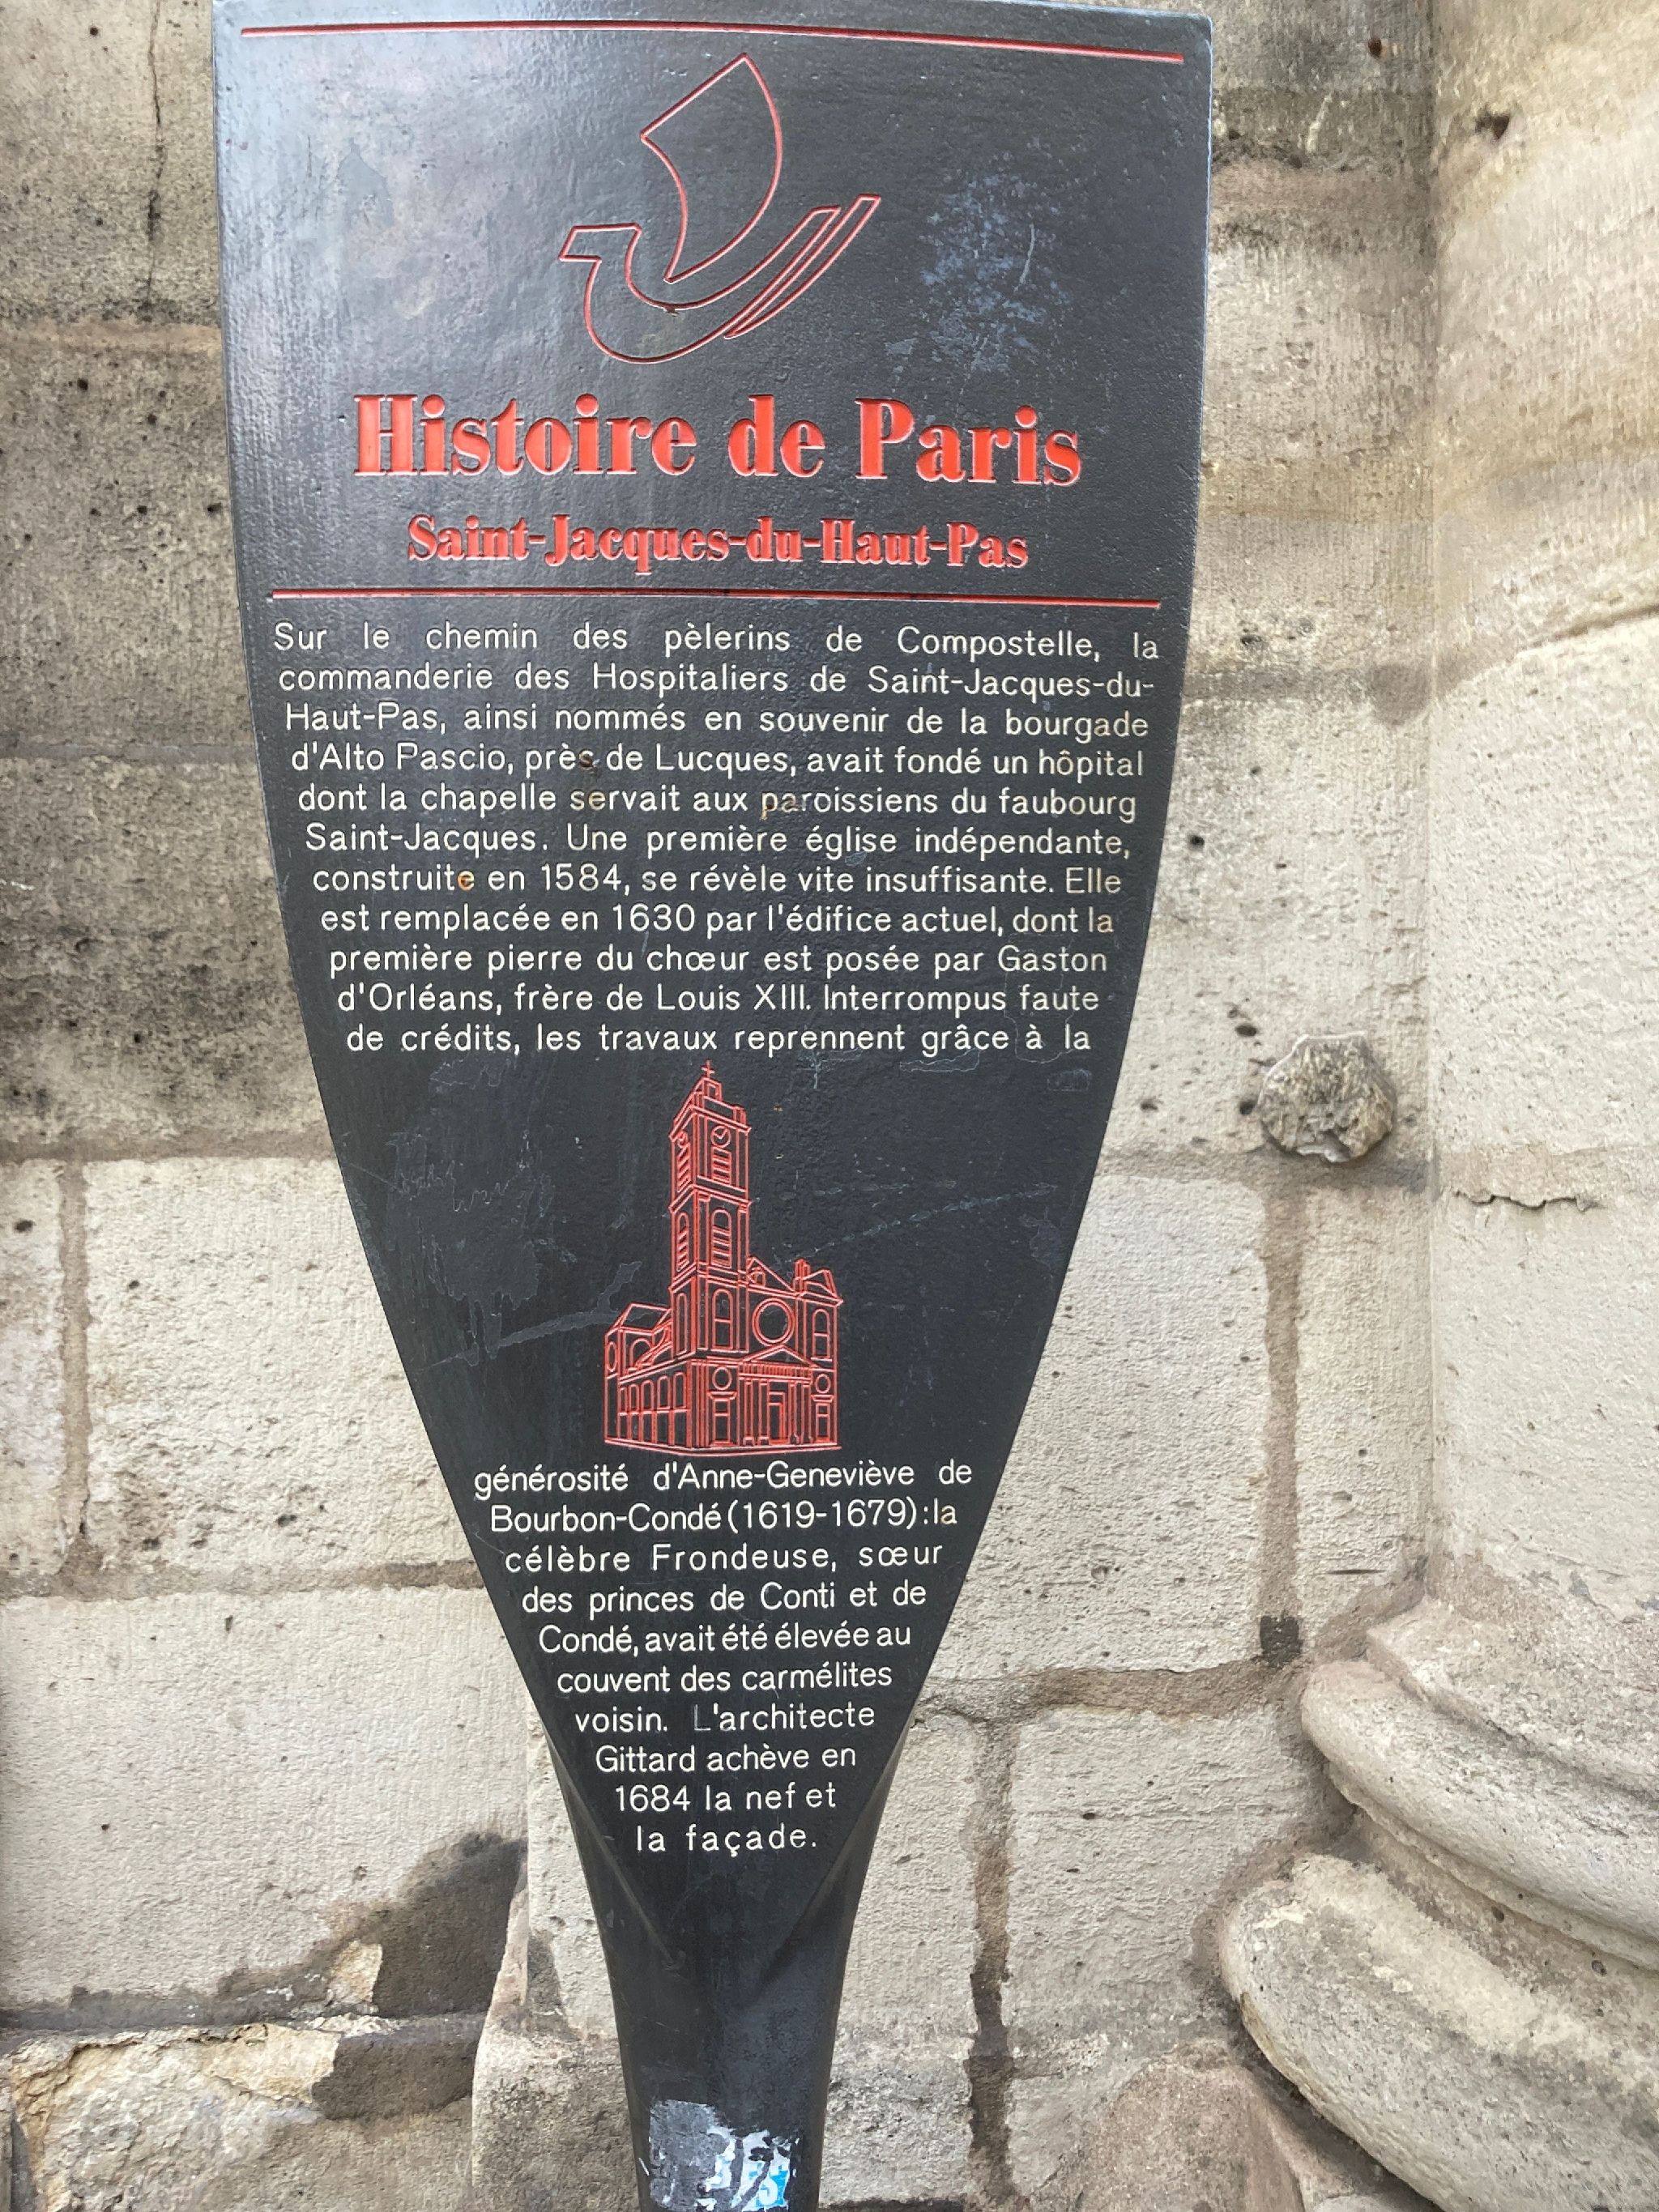 Histoire de Paris
Saint-Jacques-du-Haut-Pas
Sur le chemin des pèlerins de Compostelle, la
commanderie des Hospitaliers de Saint-Jacques-du-
Haut-Pas, ainsi nommés en souvenir de la bourgade
d'Alto Pascio, près de Lucques, avait fondé un hôpital
dont la chapelle servait aux paroissiens du faubourg
Saint-Jacques. Une première église indépendante,
construite en 1584, se révèle vite insuffisante. Elle
est remplacée en 1630 par l'édifice actuel, dont la
première pierre du chœur est posée par Gaston
d'Orléans, frère de Louis XIII. Interrompus faute
de crédits, les travaux reprennent grâce à la
générosité d'Anne-Geneviève de
Bourbon-Condé (1619-1679) : la
célèbre Frondeuse, sœur
des princes de Conti et de
Condé, avait été élevée au
couvent des carmélites
voisin. L'architecte
Gittard achève en
1684 la nef et
la façade.